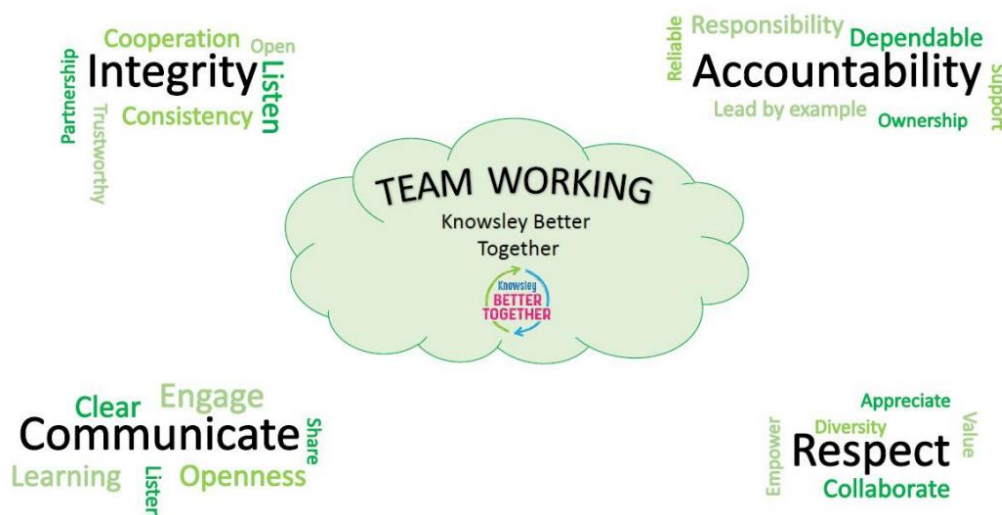 Cooperation
Open
Integrity
Listen
Partnership
Consistency
Trustworthy
Responsibility
Reliable
Dependable
Accountability
Support
Lead by example
Ownership
TEAM WORKING
Knowsley Better
Together
Knowsley
BETTER
TOGETHER
Engage
Clear
Communicate
Share
Learning
Listen
Openness
Appreciate
Diversity
Value
Empower
Respect
Collaborate